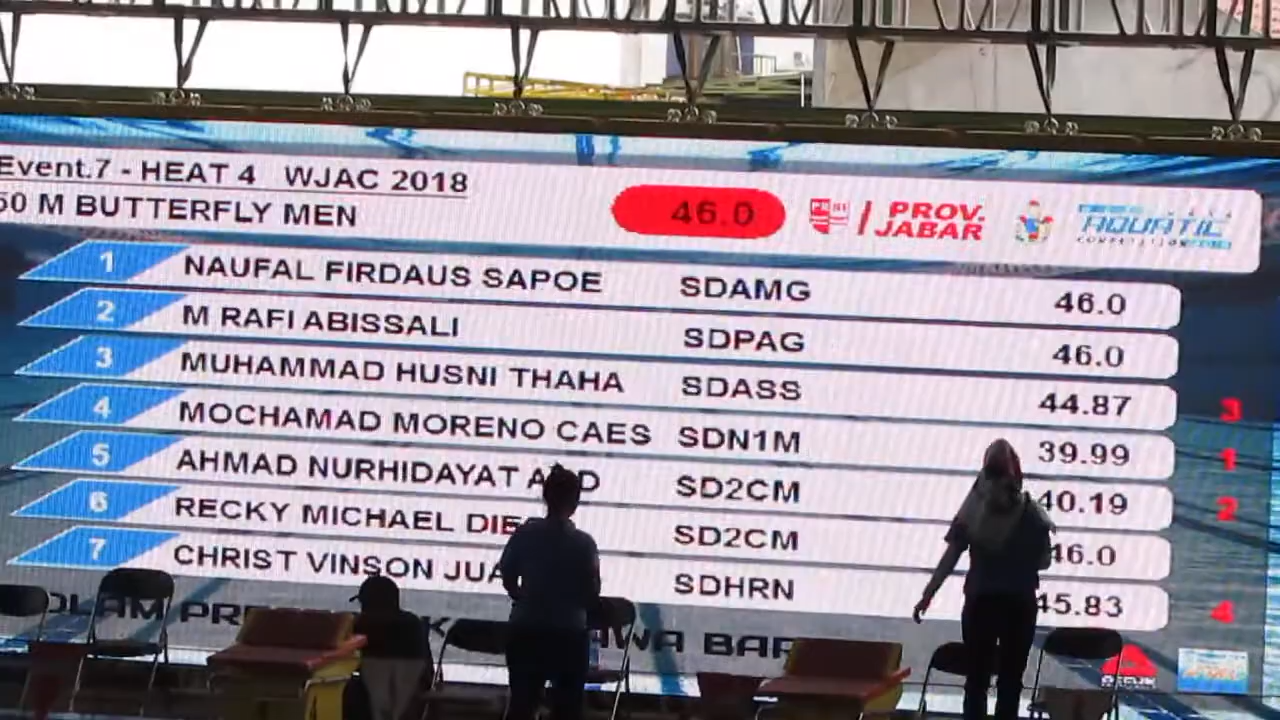 Event.7 - HEAT 4 WJAC 2018
50 M BUTTERFLY MEN
46.0
PROV.
JABAR
AQUATIC
COMPETITION
1 NAUFAL FIRDAUS SAPOE SDAMG 46.0
2 M RAFI ABISSALI SDPAG 46.0
3 MUHAMMAD HUSNI THAHA SDASS 44.87 3
4 MOCHAMAD MORENO CAES SDN1M 39.99 1
5 AHMAD NURHIDAYAT SD2CM 40.19 2
6 RECKY MICHAEL SD2CM 46.0
7 CHRIST VINSON SDHRN 45.83 4